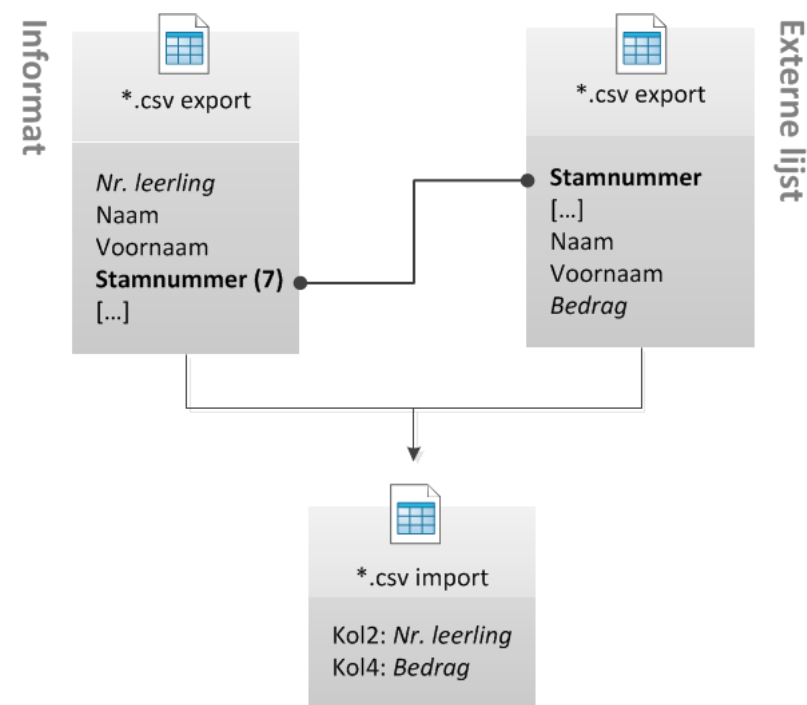 Informat
*.csv export
Nr. leerling
Naam
Voornaam
Stamnummer (7)
[...]
Externe lijst
*.csv export
Stamnummer
[...]
Naam
Voornaam
Bedrag
*.csv import
Kol2: Nr. leerling
Kol4: Bedrag